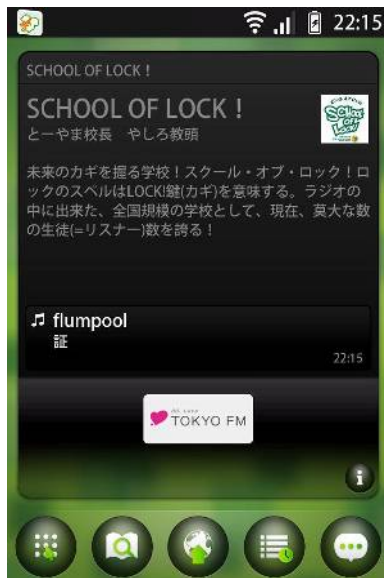 22:15
SCHOOL OF LOCK！
SCHOOL OF LOCK！
とーやま校長　やしろ教頭
SCHOOL OF LOCK!
未来のカギを握る学校！スクール・オブ・ロック！ロ
ックのスペルはLOCK!鍵(カギ)を意味する。ラジオの
中に出来た、全国規模の学校として、現在、莫大な数
の生徒(=リスナー)数を誇る！
flumpool
証
22:15
TOKYO FM